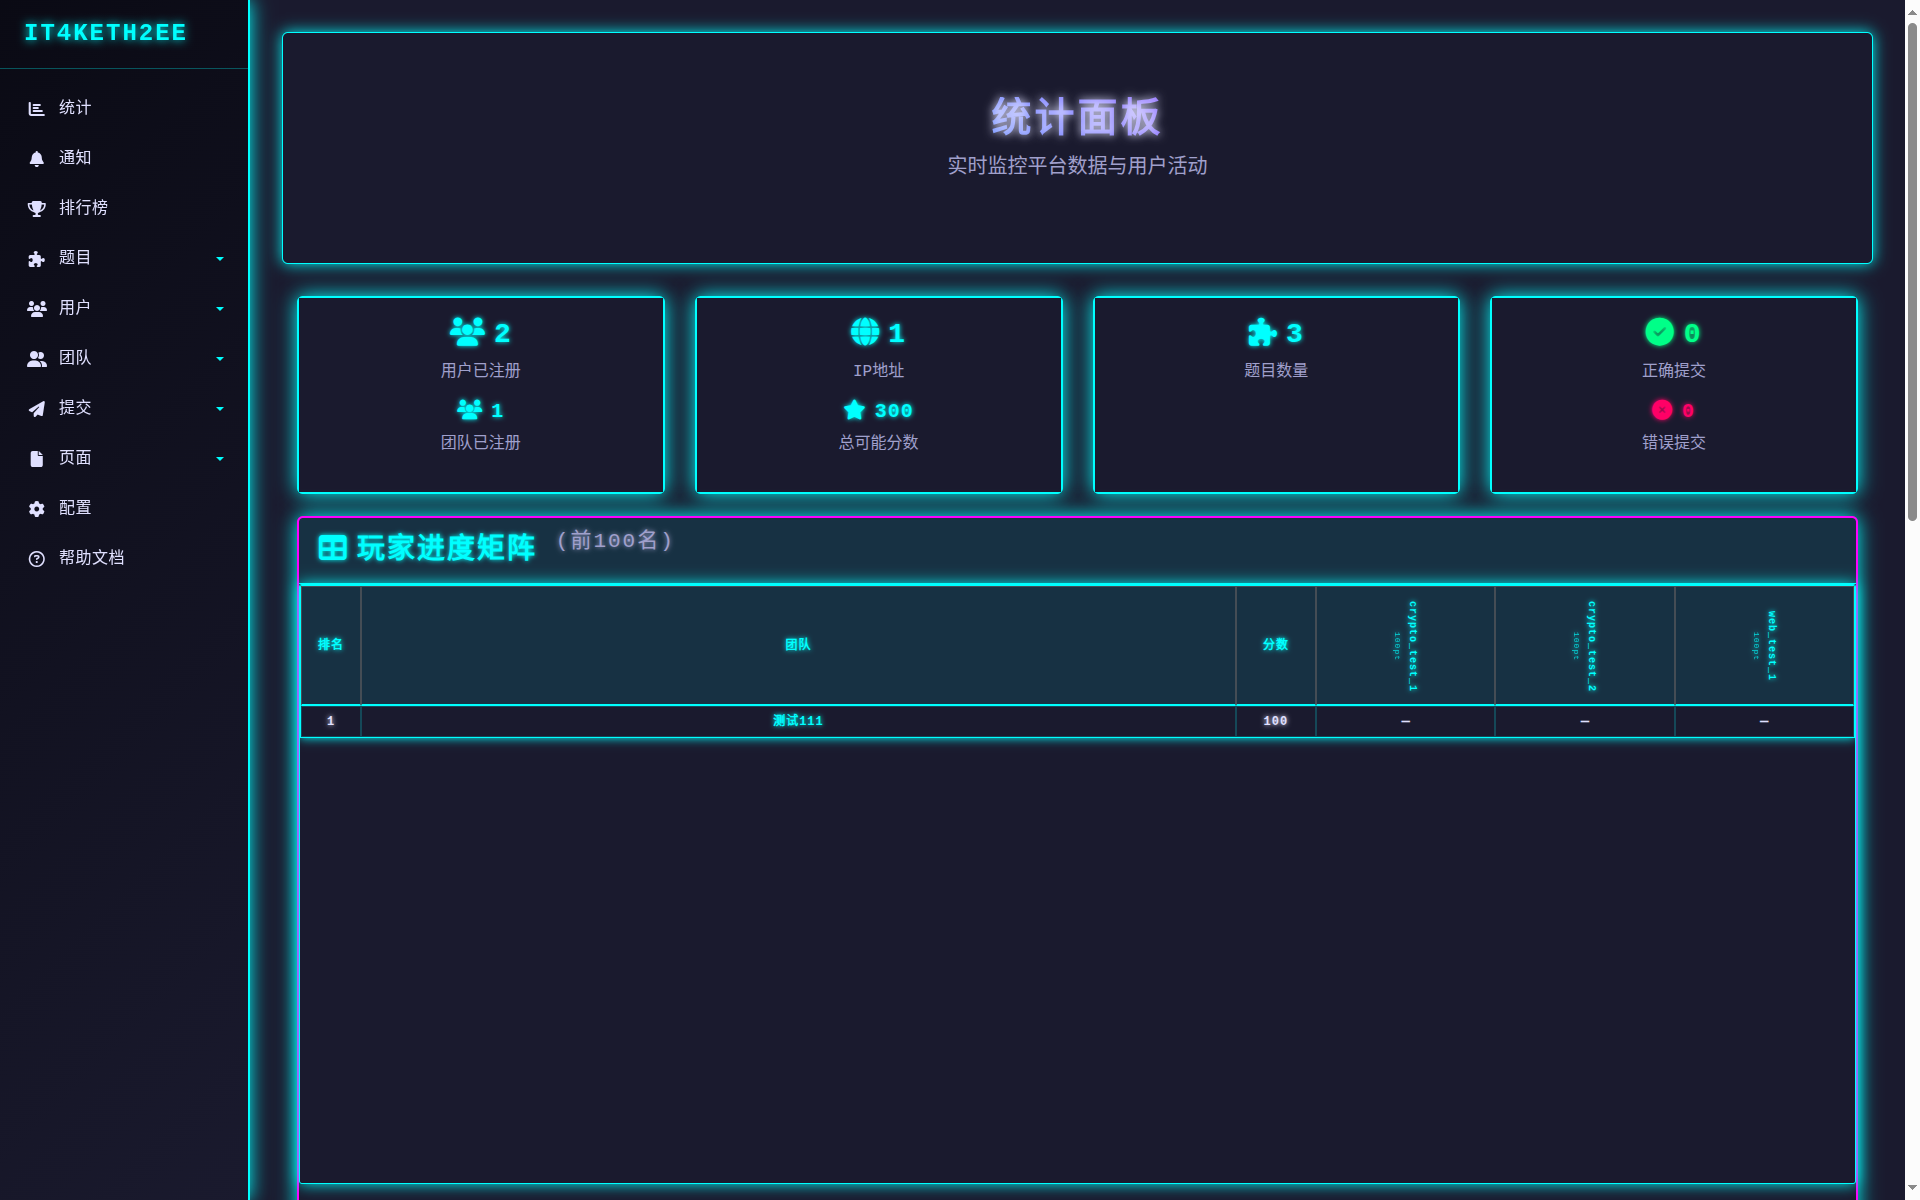 IT4KETH2EE
统计
通知
排行榜
题目
用户
团队
提交
页面
配置
帮助文档
统计面板
实时监控平台数据与用户活动
2
用户已注册
1
团队已注册
1
IP地址
300
总可能分数
3
题目数量
0
正确提交
0
错误提交
玩家进度矩阵 (前100名)
排名 团队 分数 crypto_test_1 100pt crypto_test_2 100pt web_test_1 100pt
1 测试111 100 — — —